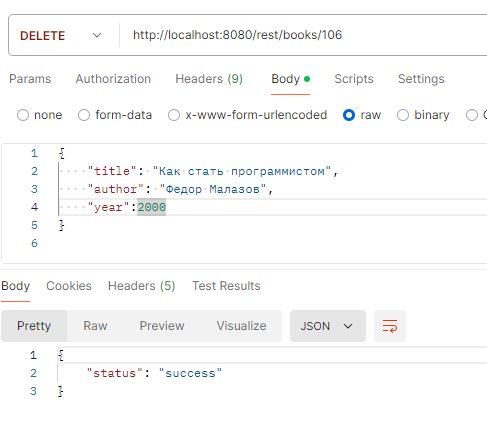 DELETE http://localhost:8080/rest/books/106
Params Authorization Headers (9) Body Scripts Settings
none form-data x-www-form-urlencoded raw binary
1 {
2 "title": "Как стать программистом",
3 "author": "Федор Малазов",
4 "year":2000
5 }
6
Body Cookies Headers (5) Test Results
Pretty Raw Preview Visualize JSON
1 {
2 "status": "success"
3 }